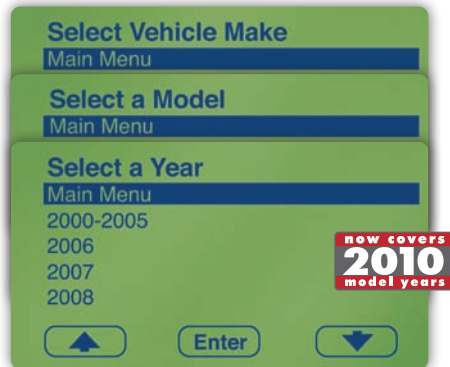 Select Vehicle Make
Main Menu
Select a Model
Main Menu
Select a Year
Main Menu
2000-2005
2006
2007
2008
now covers
2010
model years
Enter